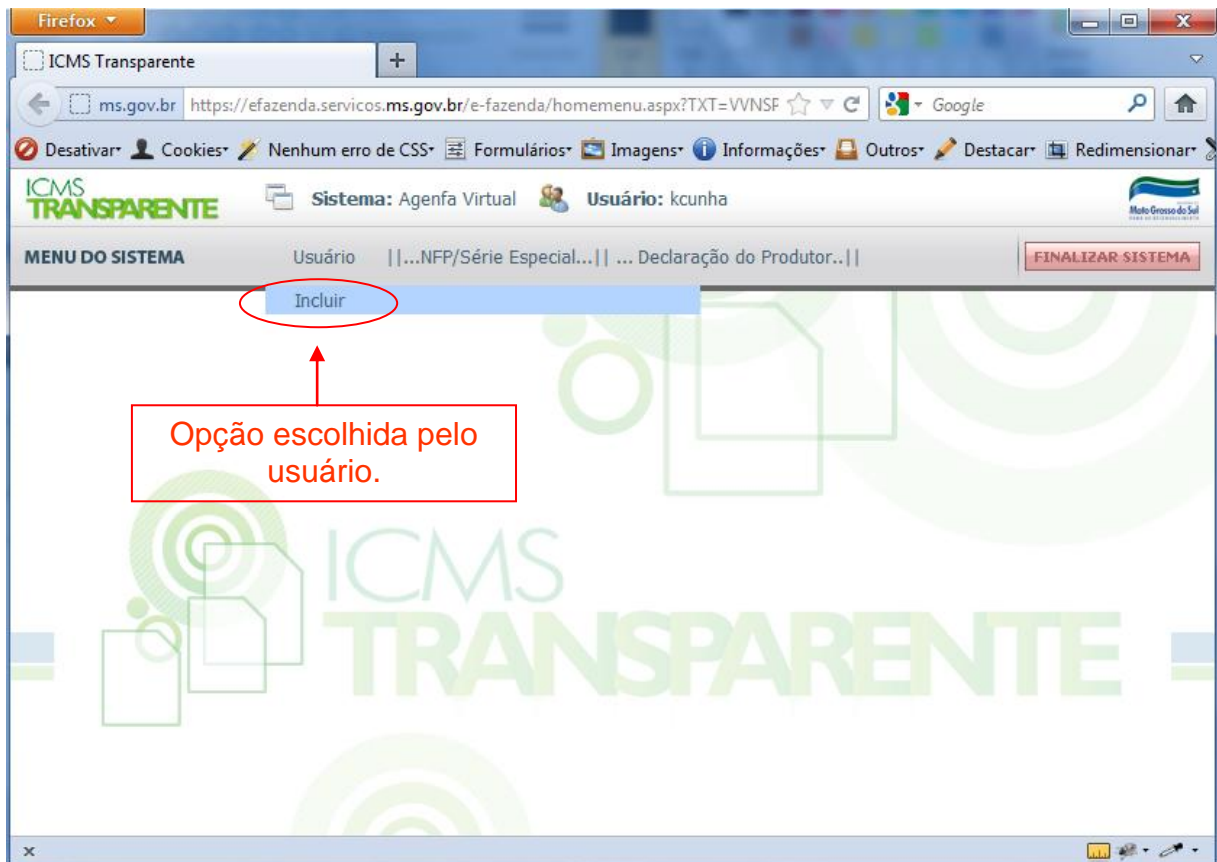 Firefox
ICMS Transparente
+
ms.gov.br https://efazenda.servicos.ms.gov.br/e-fazenda/homemenu.aspx?TXT=VVNSF Google
Desativar Cookies Nenhum erro de CSS Formulários Imagens Informações Outros Destacar Redimensionar
ICMS
TRANSPARENTE
Sistema: Agenfa Virtual Usuário: kcunha
Mato Grosso do Sul
MENU DO SISTEMA Usuário ||...NFP/Série Especial...|| ... Declaração do Produtor..|| FINALIZAR SISTEMA
Incluir
Opção escolhida pelo
usuário.
ICMS
TRANSPARENTE
x